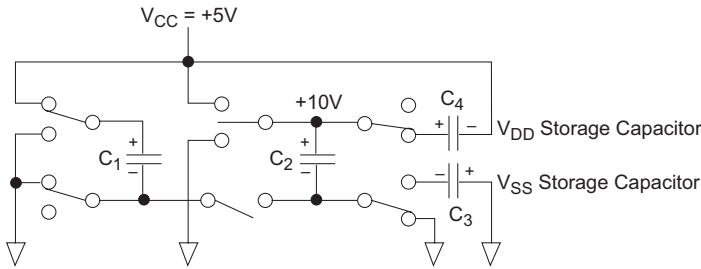 V_CC = +5V
+10V
C_4
+ −
V_DD Storage Capacitor
+
C_1
−
+
C_2
−
− +
V_SS Storage Capacitor
C_3